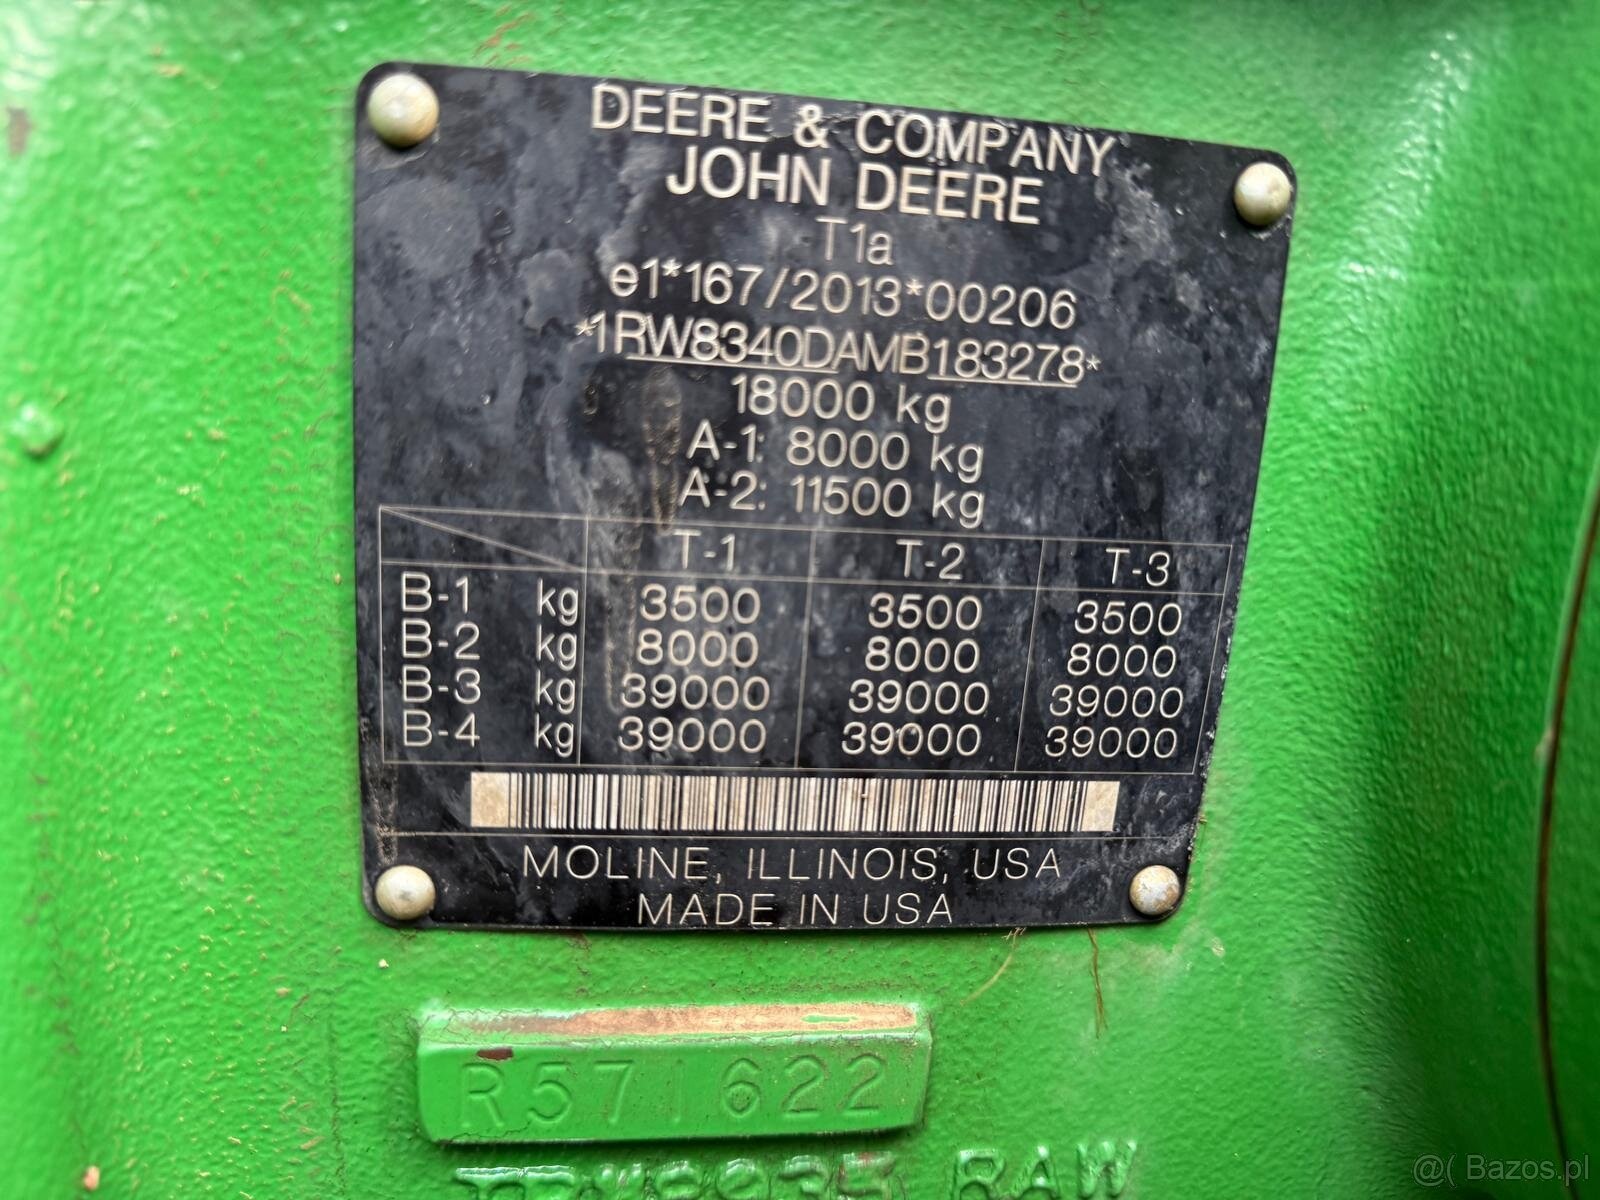 DEERE & COMPANY
JOHN DEERE
T1a
e1*167/2013*00206
*1RW8340DAMB183278*
18000 kg
A-1: 8000 kg
A-2: 11500 kg
T-1 T-2 T-3
B-1 kg 3500 3500 3500
B-2 kg 8000 8000 8000
B-3 kg 39000 39000 39000
B-4 kg 39000 39000 39000
MOLINE, ILLINOIS, USA
MADE IN USA
R571622
RAW
@( Bazos.pl